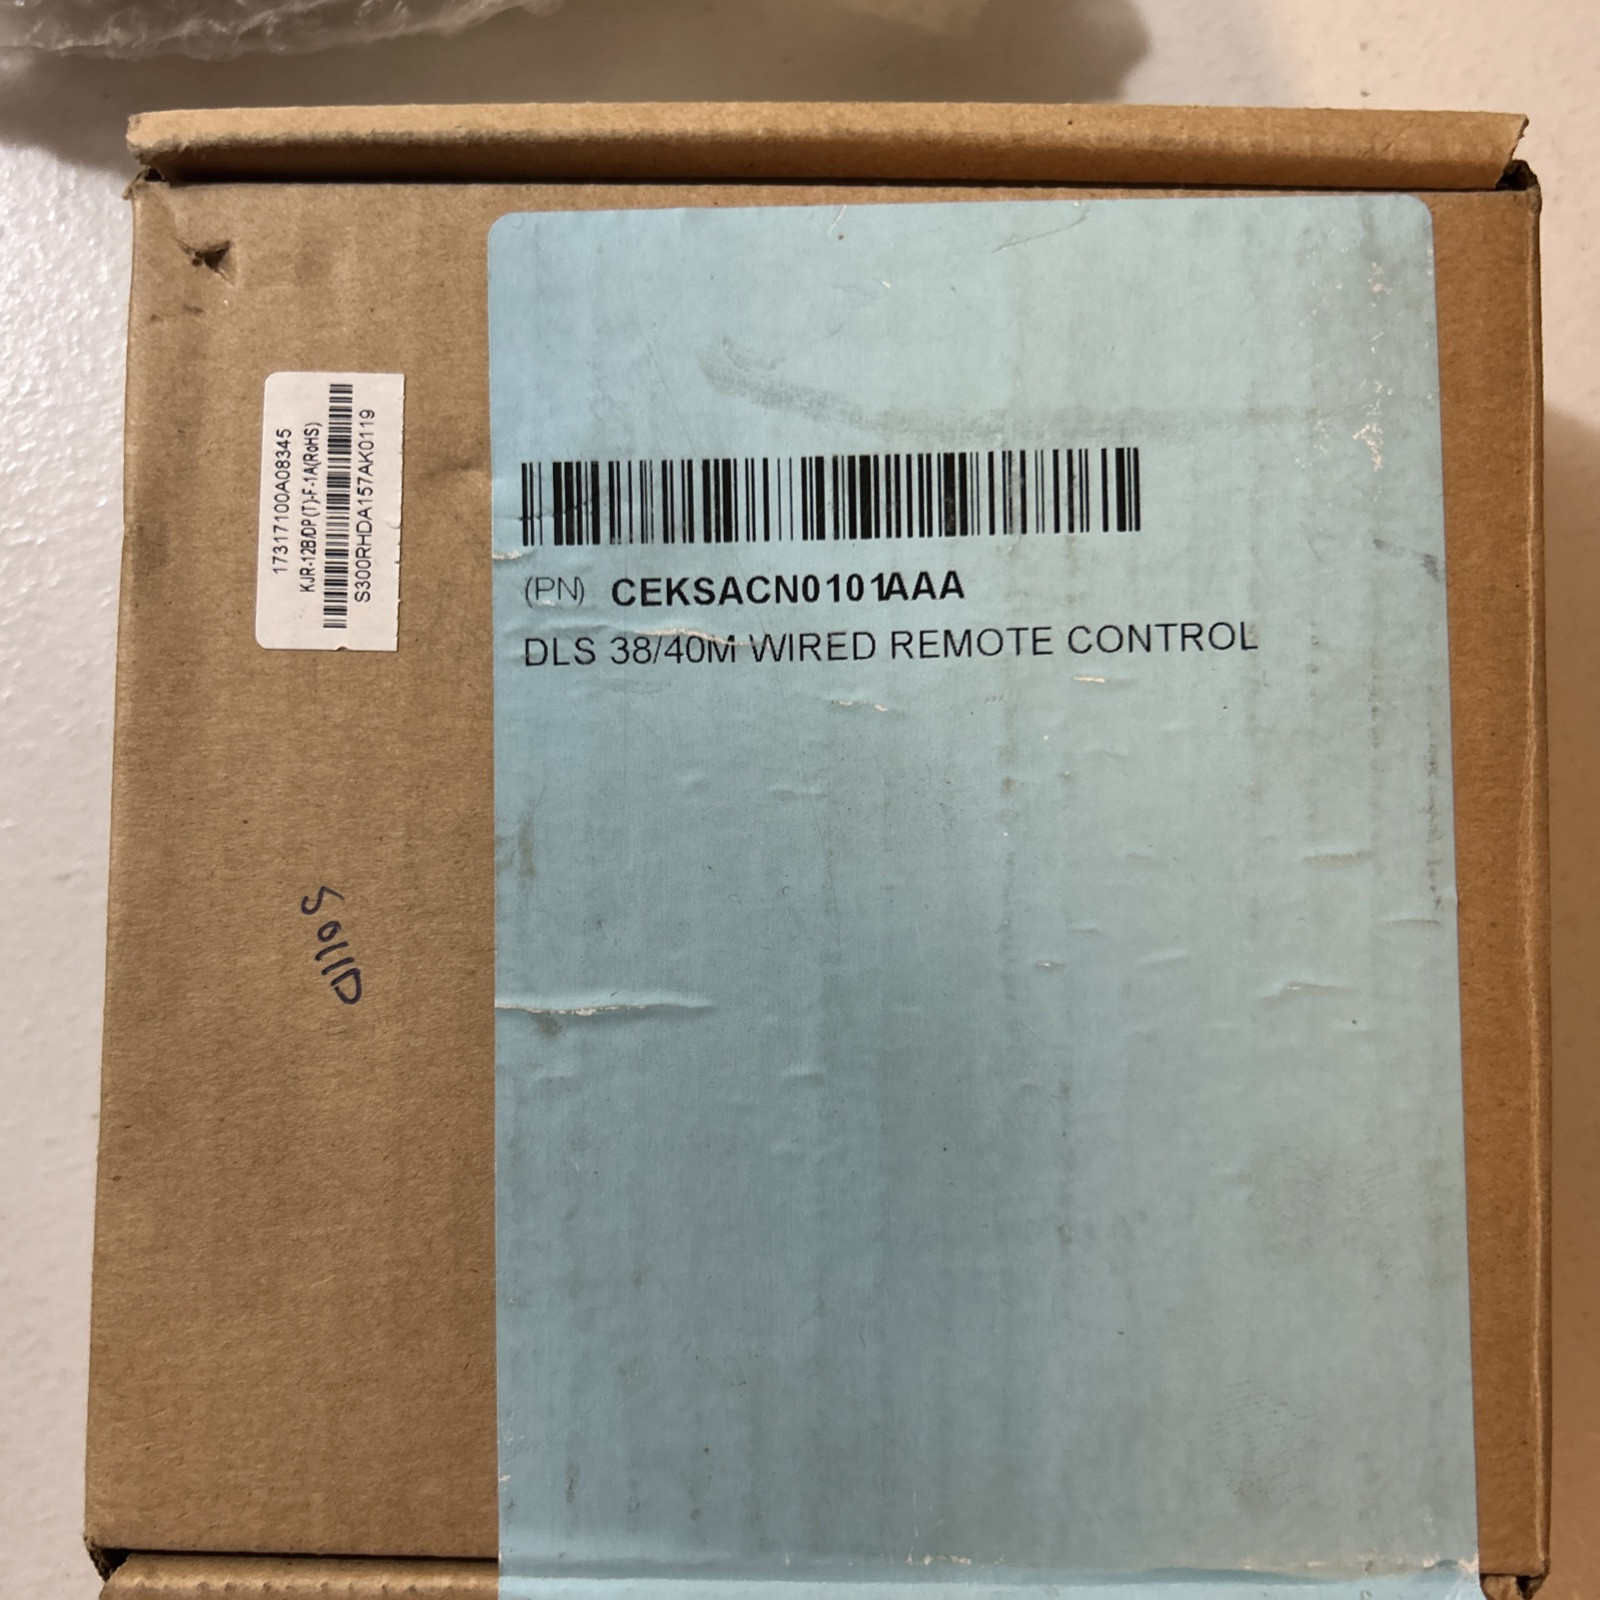 17317100A08345
KJR-12B/DP(T)-F-1A(RoHS)
S300RHDA157AK0119
(PN) CEKSACN0101AAA
DLS 38/40M WIRED REMOTE CONTROL